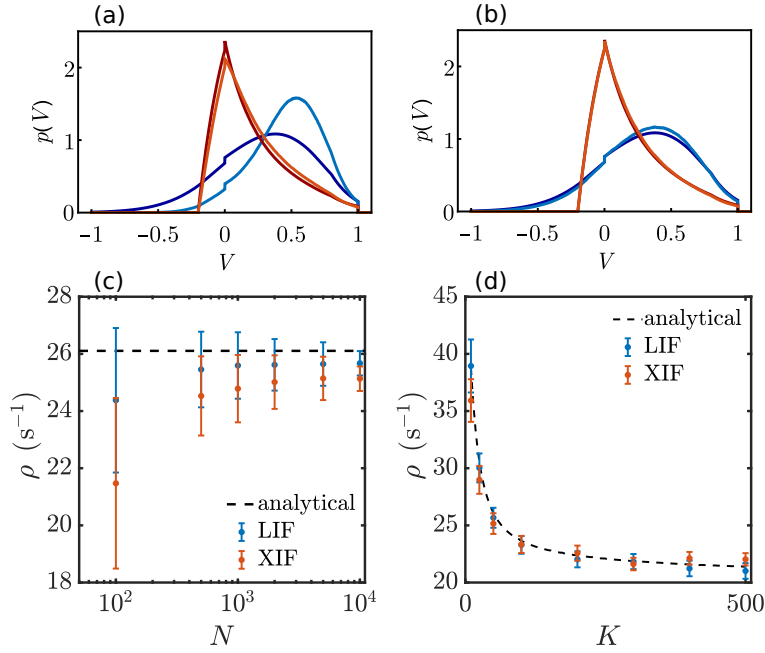 (a)
(b)
p(V)
2
1
0
−1
−0.5
0
0.5
1
V
p(V)
2
1
0
−1
−0.5
0
0.5
1
V
(c)
(d)
ρ (s⁻¹)
28
26
24
22
20
18
10²
10³
10⁴
N
analytical
LIF
XIF
ρ (s⁻¹)
45
40
35
30
25
20
0
500
K
analytical
LIF
XIF